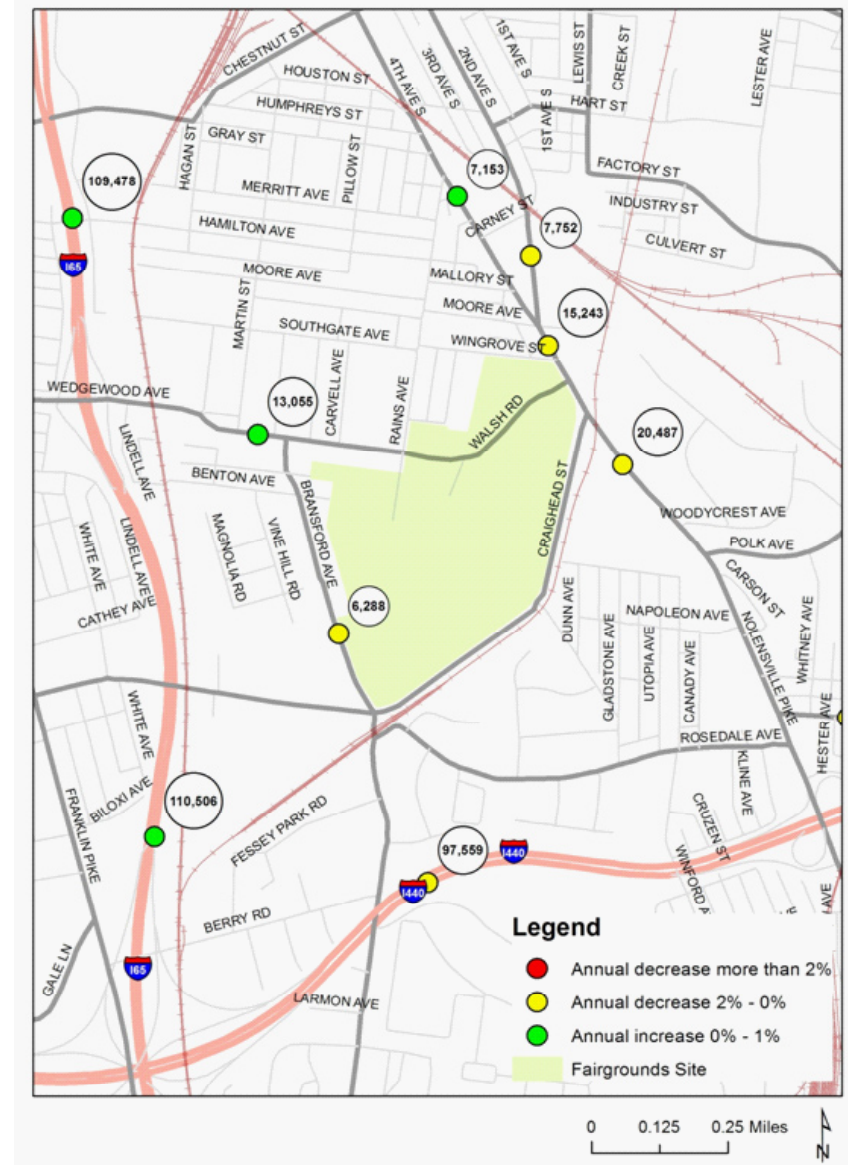 CHESTNUT ST
HOUSTON ST
HUMPHREYS ST
GRAY ST
HAGAN ST
PILLOW ST
MERRITT AVE
HAMILTON AVE
MOORE AVE
MARTIN ST
SOUTHGATE AVE
CARVELL AVE
RAINS AVE
4TH AVE S
3RD AVE S
2ND AVE S
1ST AVE S
1ST AVE S
LEWIS ST
CREEK ST
LESTER AVE
HART ST
FACTORY ST
INDUSTRY ST
CULVERT ST
CARNEY ST
MALLORY ST
MOORE AVE
WINGROVE ST
109,478
7,153
7,752
15,243
I65
WEDGEWOOD AVE
13,055
20,487
WALSH RD
LINDELL AVE
BENTON AVE
BRANSFORD AVE
CRAIGHEAD ST
WOODYCREST AVE
POLK AVE
CARSON ST
WHITE AVE
LINDELL AVE
MAGNOLIA RD
VINE HILL RD
CATHEY AVE
6,288
DUNN AVE
NAPOLEON AVE
GLADSTONE AVE
UTOPIA AVE
CANADY AVE
NOLENSVILLE PIKE
WHITNEY AVE
ROSEDALE AVE
HESTER AVE
KLINE AVE
WHITE AVE
BILOXI AVE
110,506
FRANKLIN PIKE
FESSEY PARK RD
97,559
I440
I440
CRUZEN ST
WINFORD A
AVE
BERRY RD
GALE LN
I65
LARMON AVE
Legend
Annual decrease more than 2%
Annual decrease 2% - 0%
Annual increase 0% - 1%
Fairgrounds Site
0 0.125 0.25 Miles
N